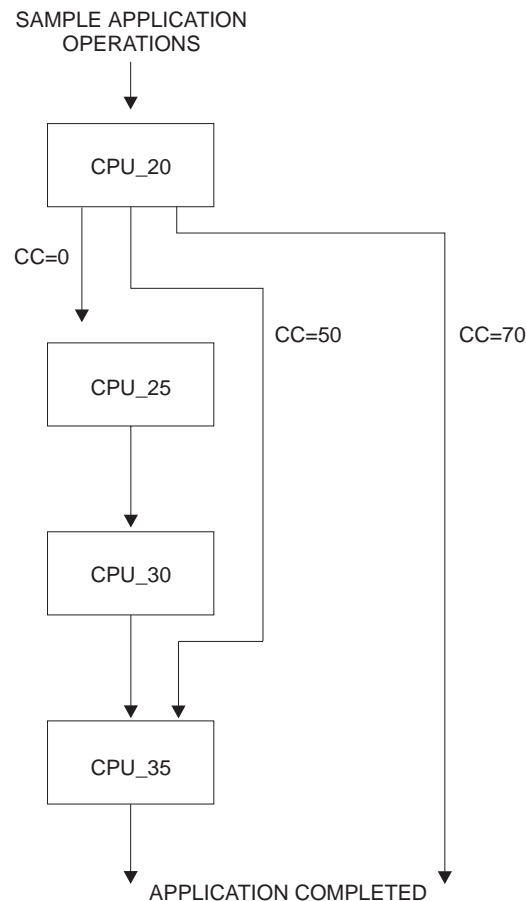 SAMPLE APPLICATION
OPERATIONS
CPU_20
CC=0
CC=50
CC=70
CPU_25
CPU_30
CPU_35
APPLICATION COMPLETED